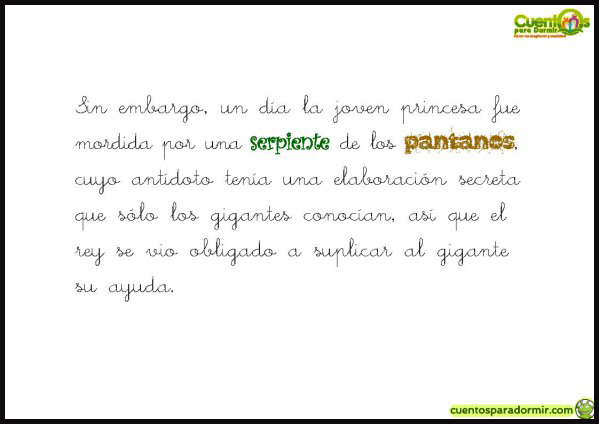 Cuentos
para Dormir
Sin embargo, un día la joven princesa fue
mordida por una serpiente de los pantanos,
cuyo antídoto tenía una elaboración secreta
que sólo los gigantes conocían, así que el
rey se vio obligado a suplicar al gigante
su ayuda.
cuentosparadormir.com